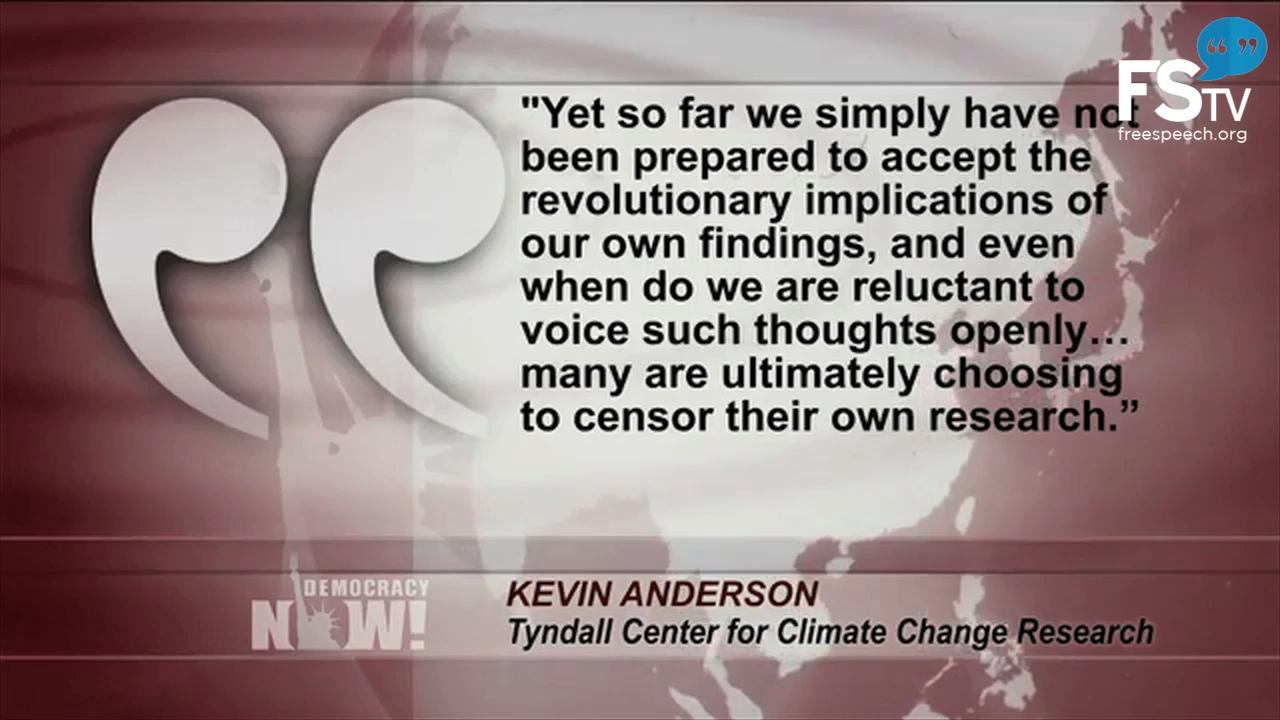 FSTV
freespeech.org
"Yet so far we simply have not
been prepared to accept the
revolutionary implications of
our own findings, and even
when do we are reluctant to
voice such thoughts openly…
many are ultimately choosing
to censor their own research.”
DEMOCRACY
NOW!
KEVIN ANDERSON
Tyndall Center for Climate Change Research